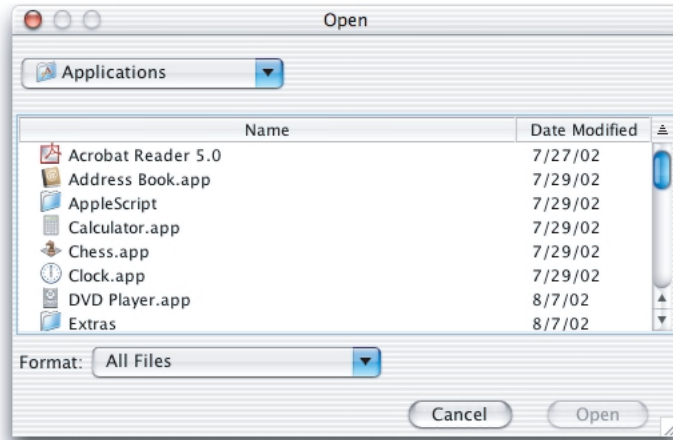 Open
Applications
Name Date Modified
Acrobat Reader 5.0 7/27/02
Address Book.app 7/29/02
AppleScript 7/29/02
Calculator.app 7/29/02
Chess.app 7/29/02
Clock.app 7/29/02
DVD Player.app 8/7/02
Extras 8/7/02
Format: All Files
Cancel Open